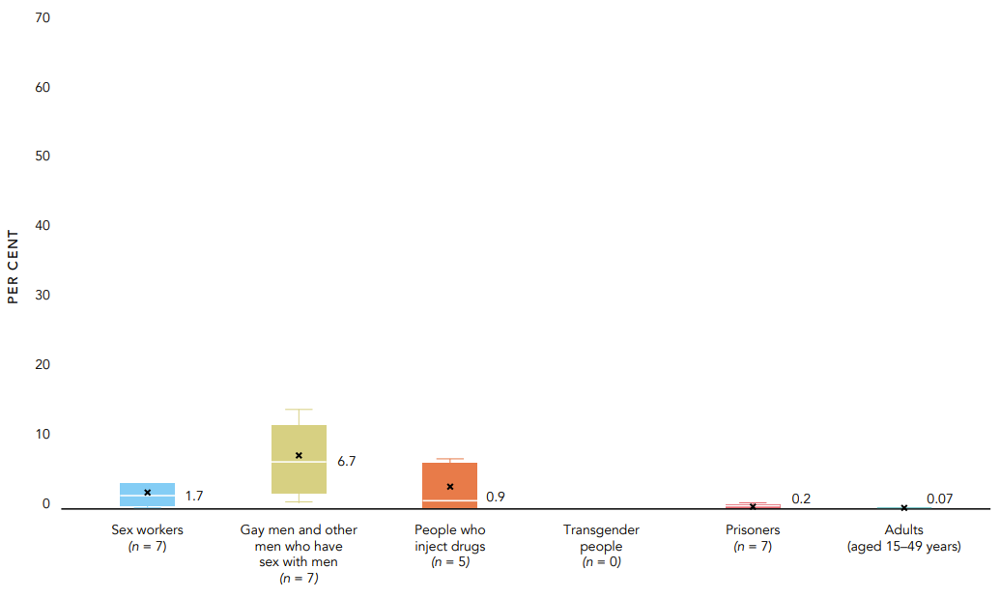 70
60
50
40
30
20
10
0
PER CENT
1.7
6.7
0.9
0.2
0.07
Sex workers
(n = 7)
Gay men and other
men who have
sex with men
(n = 7)
People who
inject drugs
(n = 5)
Transgender
people
(n = 0)
Prisoners
(n = 7)
Adults
(aged 15–49 years)